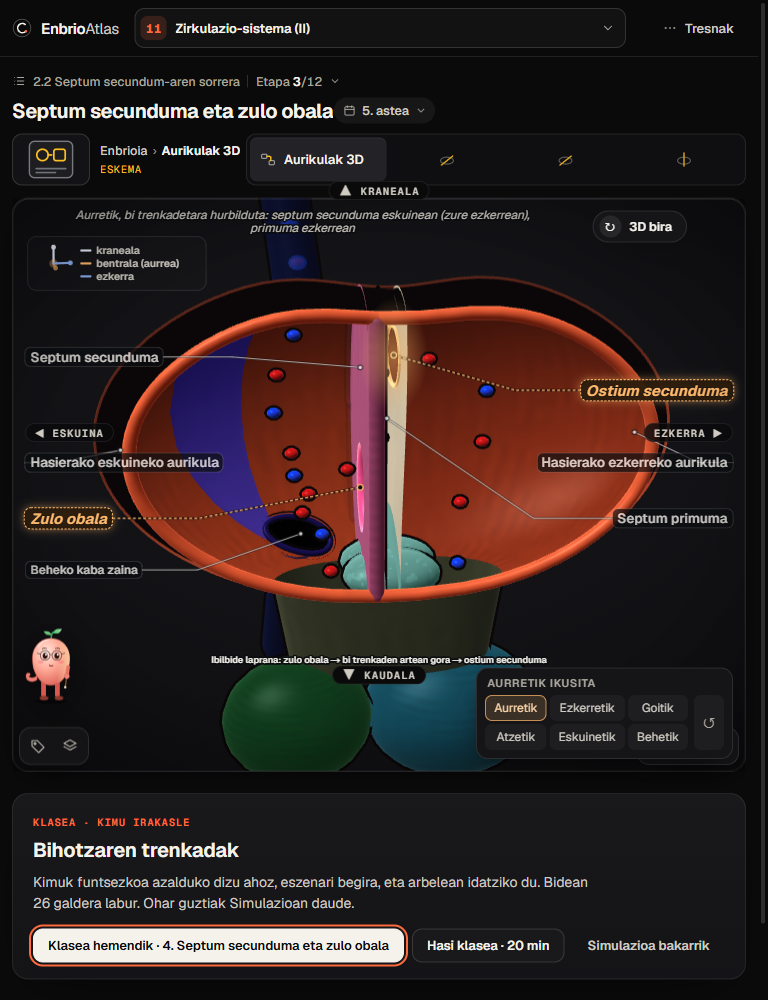 EnbrioAtlas
11 Zirkulazio-sistema (II)
Tresnak
2.2 Septum secundum-aren sorrera
Etapa 3/12
Septum secunduma eta zulo obala
5. astea
Enbrioia › Aurikulak 3D
ESKEMA
Aurikulak 3D
▲ KRANEALA
Aurretik, bi trenkadetara hurbilduta: septum secunduma eskuinean (zure ezkerrean),
primuma ezkerrean
3D bira
kraneala
bentrala (aurrea)
ezkerra
Septum secunduma
Ostium secunduma
◀ ESKUINA
EZKERRA ▶
Hasierako eskuineko aurikula
Hasierako ezkerreko aurikula
Zulo obala
Septum primuma
Beheko kaba zaina
Ibilbide laprana: zulo obala → bi trenkaden artean gora → ostium secunduma
▼ KAUDALA
AURRETIK IKUSITA
Aurretik Ezkerretik Goitik
Atzetik Eskuinetik Behetik
KLASEA · KIMU IRAKASLE
Bihotzaren trenkadak
Kimuk funtsezkoa azalduko dizu ahoz, eszenari begira, eta arbelean idatziko du. Bidean
26 galdera labur. Ohar guztiak Simulazioan daude.
Klasea hemendik · 4. Septum secunduma eta zulo obala
Hasi klasea · 20 min
Simulazioa bakarrik